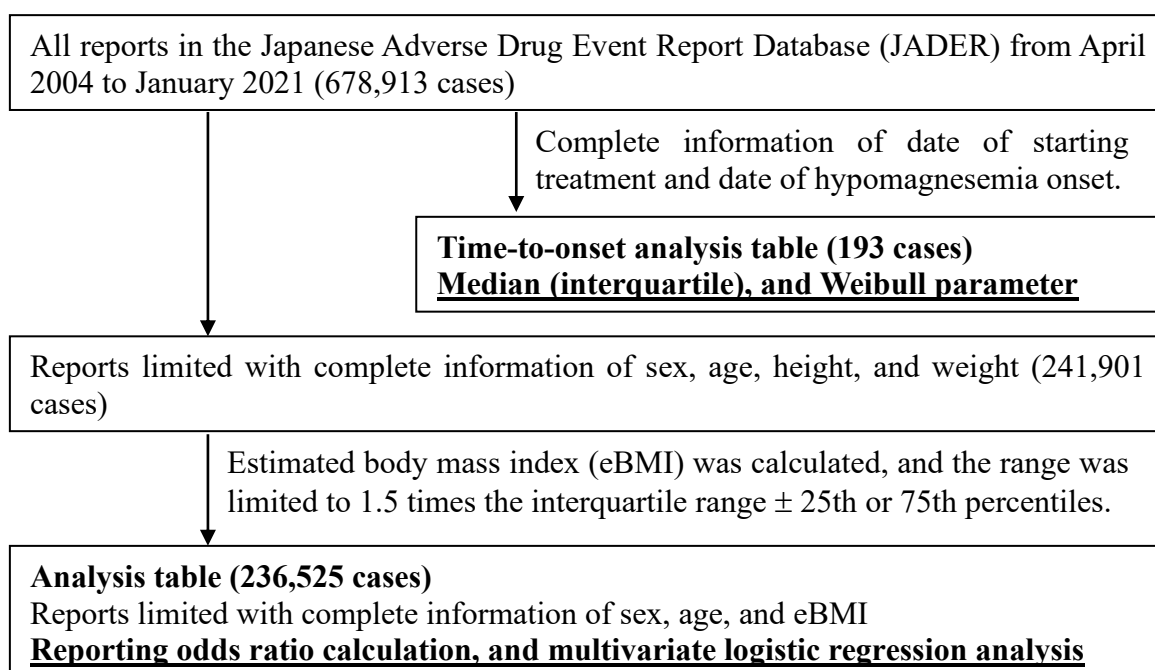 All reports in the Japanese Adverse Drug Event Report Database (JADER) from April
2004 to January 2021 (678,913 cases)
Complete information of date of starting
treatment and date of hypomagnesemia onset.
Time-to-onset analysis table (193 cases)
Median (interquartile), and Weibull parameter
Reports limited with complete information of sex, age, height, and weight (241,901
cases)
Estimated body mass index (eBMI) was calculated, and the range was
limited to 1.5 times the interquartile range ± 25th or 75th percentiles.
Analysis table (236,525 cases)
Reports limited with complete information of sex, age, and eBMI
Reporting odds ratio calculation, and multivariate logistic regression analysis